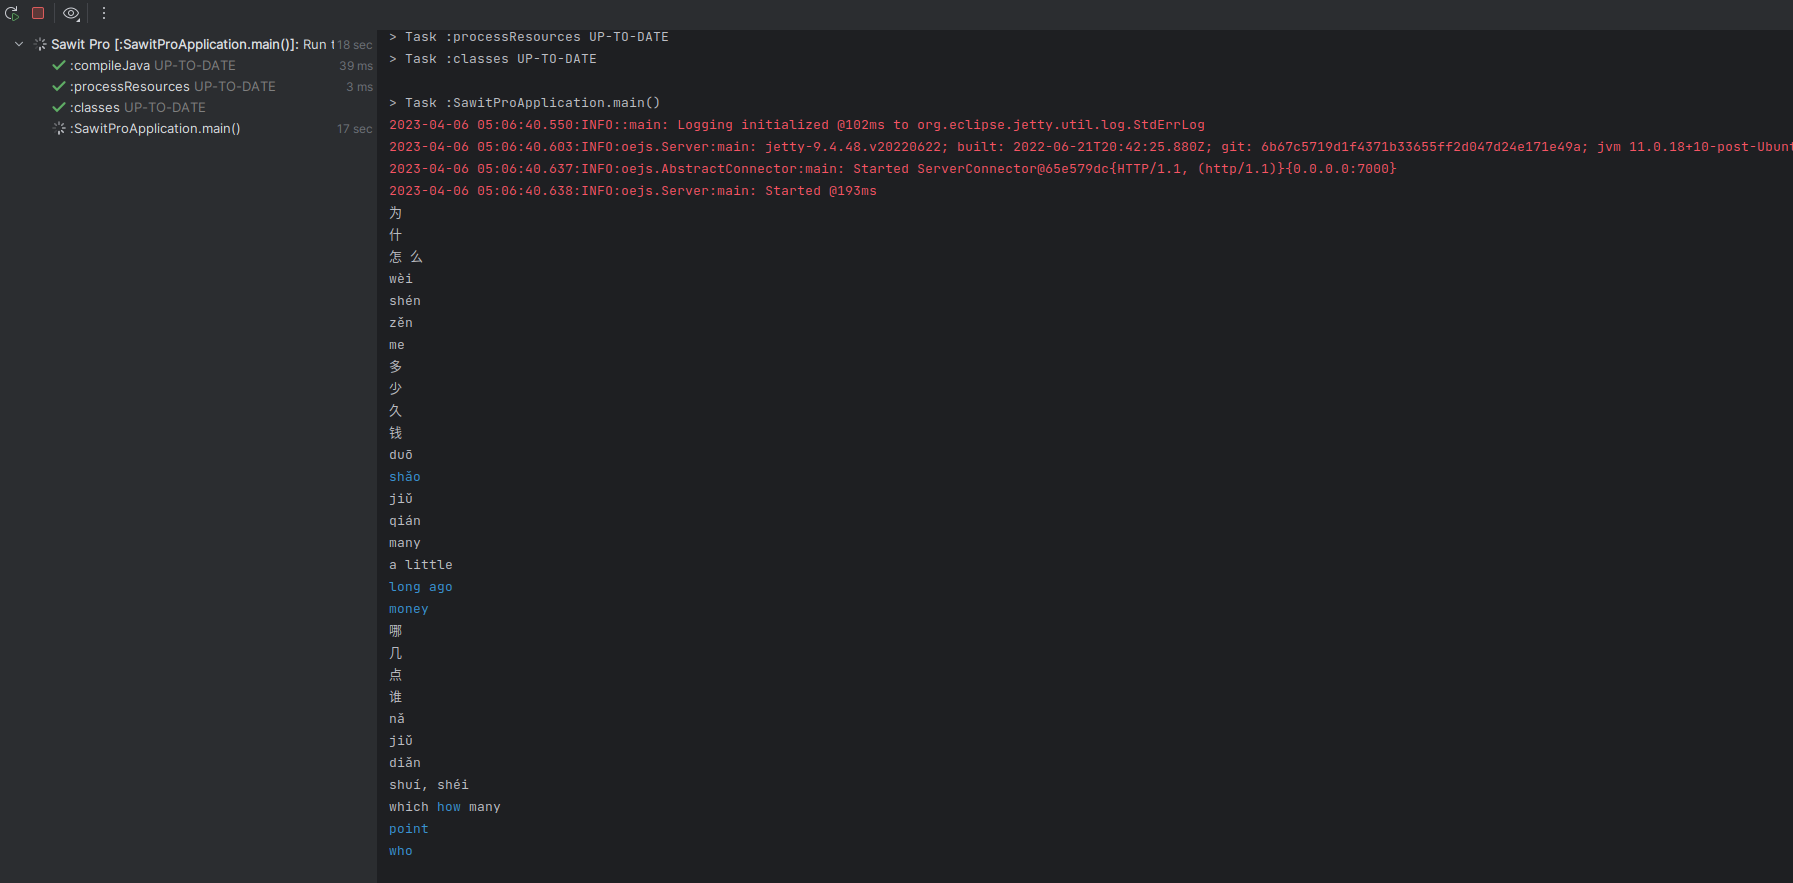 Sawit Pro [:SawitProApplication.main()]: Run t 18 sec
:compileJava UP-TO-DATE 39 ms
:processResources UP-TO-DATE 3 ms
:classes UP-TO-DATE
:SawitProApplication.main() 17 sec
> Task :processResources UP-TO-DATE
> Task :classes UP-TO-DATE
> Task :SawitProApplication.main()
2023-04-06 05:06:40.550:INFO::main: Logging initialized @102ms to org.eclipse.jetty.util.log.StdErrLog
2023-04-06 05:06:40.603:INFO:oejs.Server:main: jetty-9.4.48.v20220622; built: 2022-06-21T20:42:25.880Z; git: 6b67c5719d1f4371b33655ff2d047d24e171e49a; jvm 11.0.18+10-post-Ubunt
2023-04-06 05:06:40.637:INFO:oejs.AbstractConnector:main: Started ServerConnector@65e579dc{HTTP/1.1, (http/1.1)}{0.0.0.0:7000}
2023-04-06 05:06:40.638:INFO:oejs.Server:main: Started @193ms
为
什
怎 么
wèi
shén
zěn
me
多
少
久
钱
duō
shǎo
jiǔ
qián
many
a little
long ago
money
哪
几
点
谁
nǎ
jiǔ
diǎn
shuí, shéi
which how many
point
who